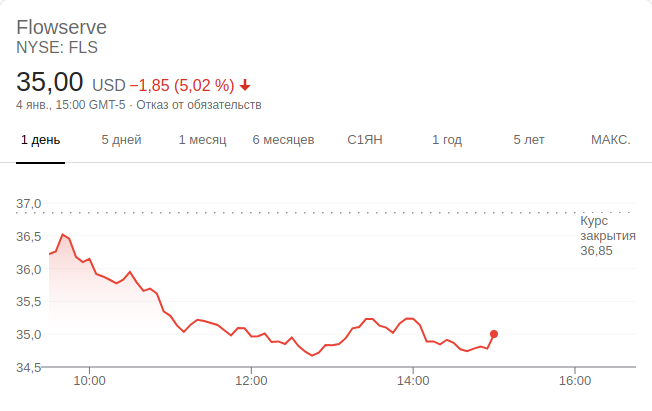 Flowserve
NYSE: FLS
35,00 USD −1,85 (5,02 %)
4 янв., 15:00 GMT-5 · Отказ от обязательств
1 день 5 дней 1 месяц 6 месяцев С1ЯН 1 год 5 лет МАКС.
37,0
Курс
36,5
закрытия
36,85
36,0
35,5
35,0
34,5
10:00 12:00 14:00 16:00